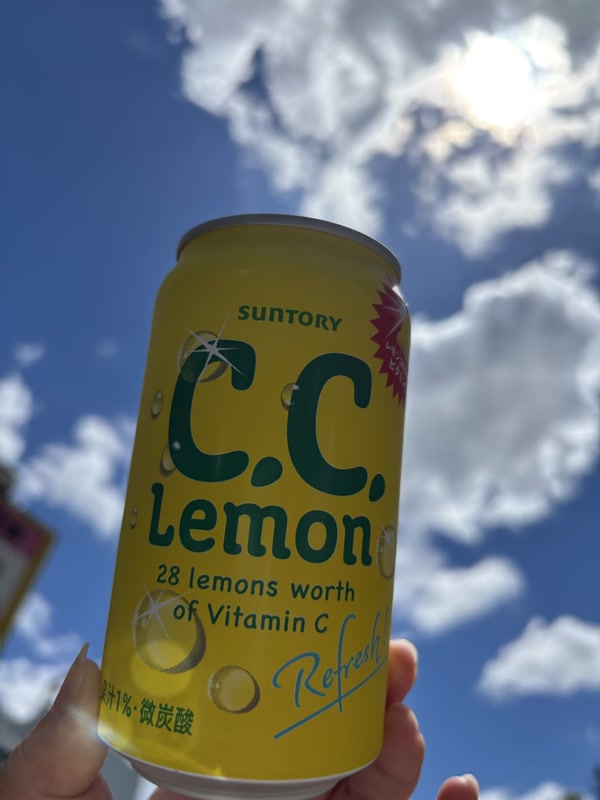 SUNTORY
C.C.
Lemon
28 lemons worth
of Vitamin C
Refresh!
果汁1%・微炭酸